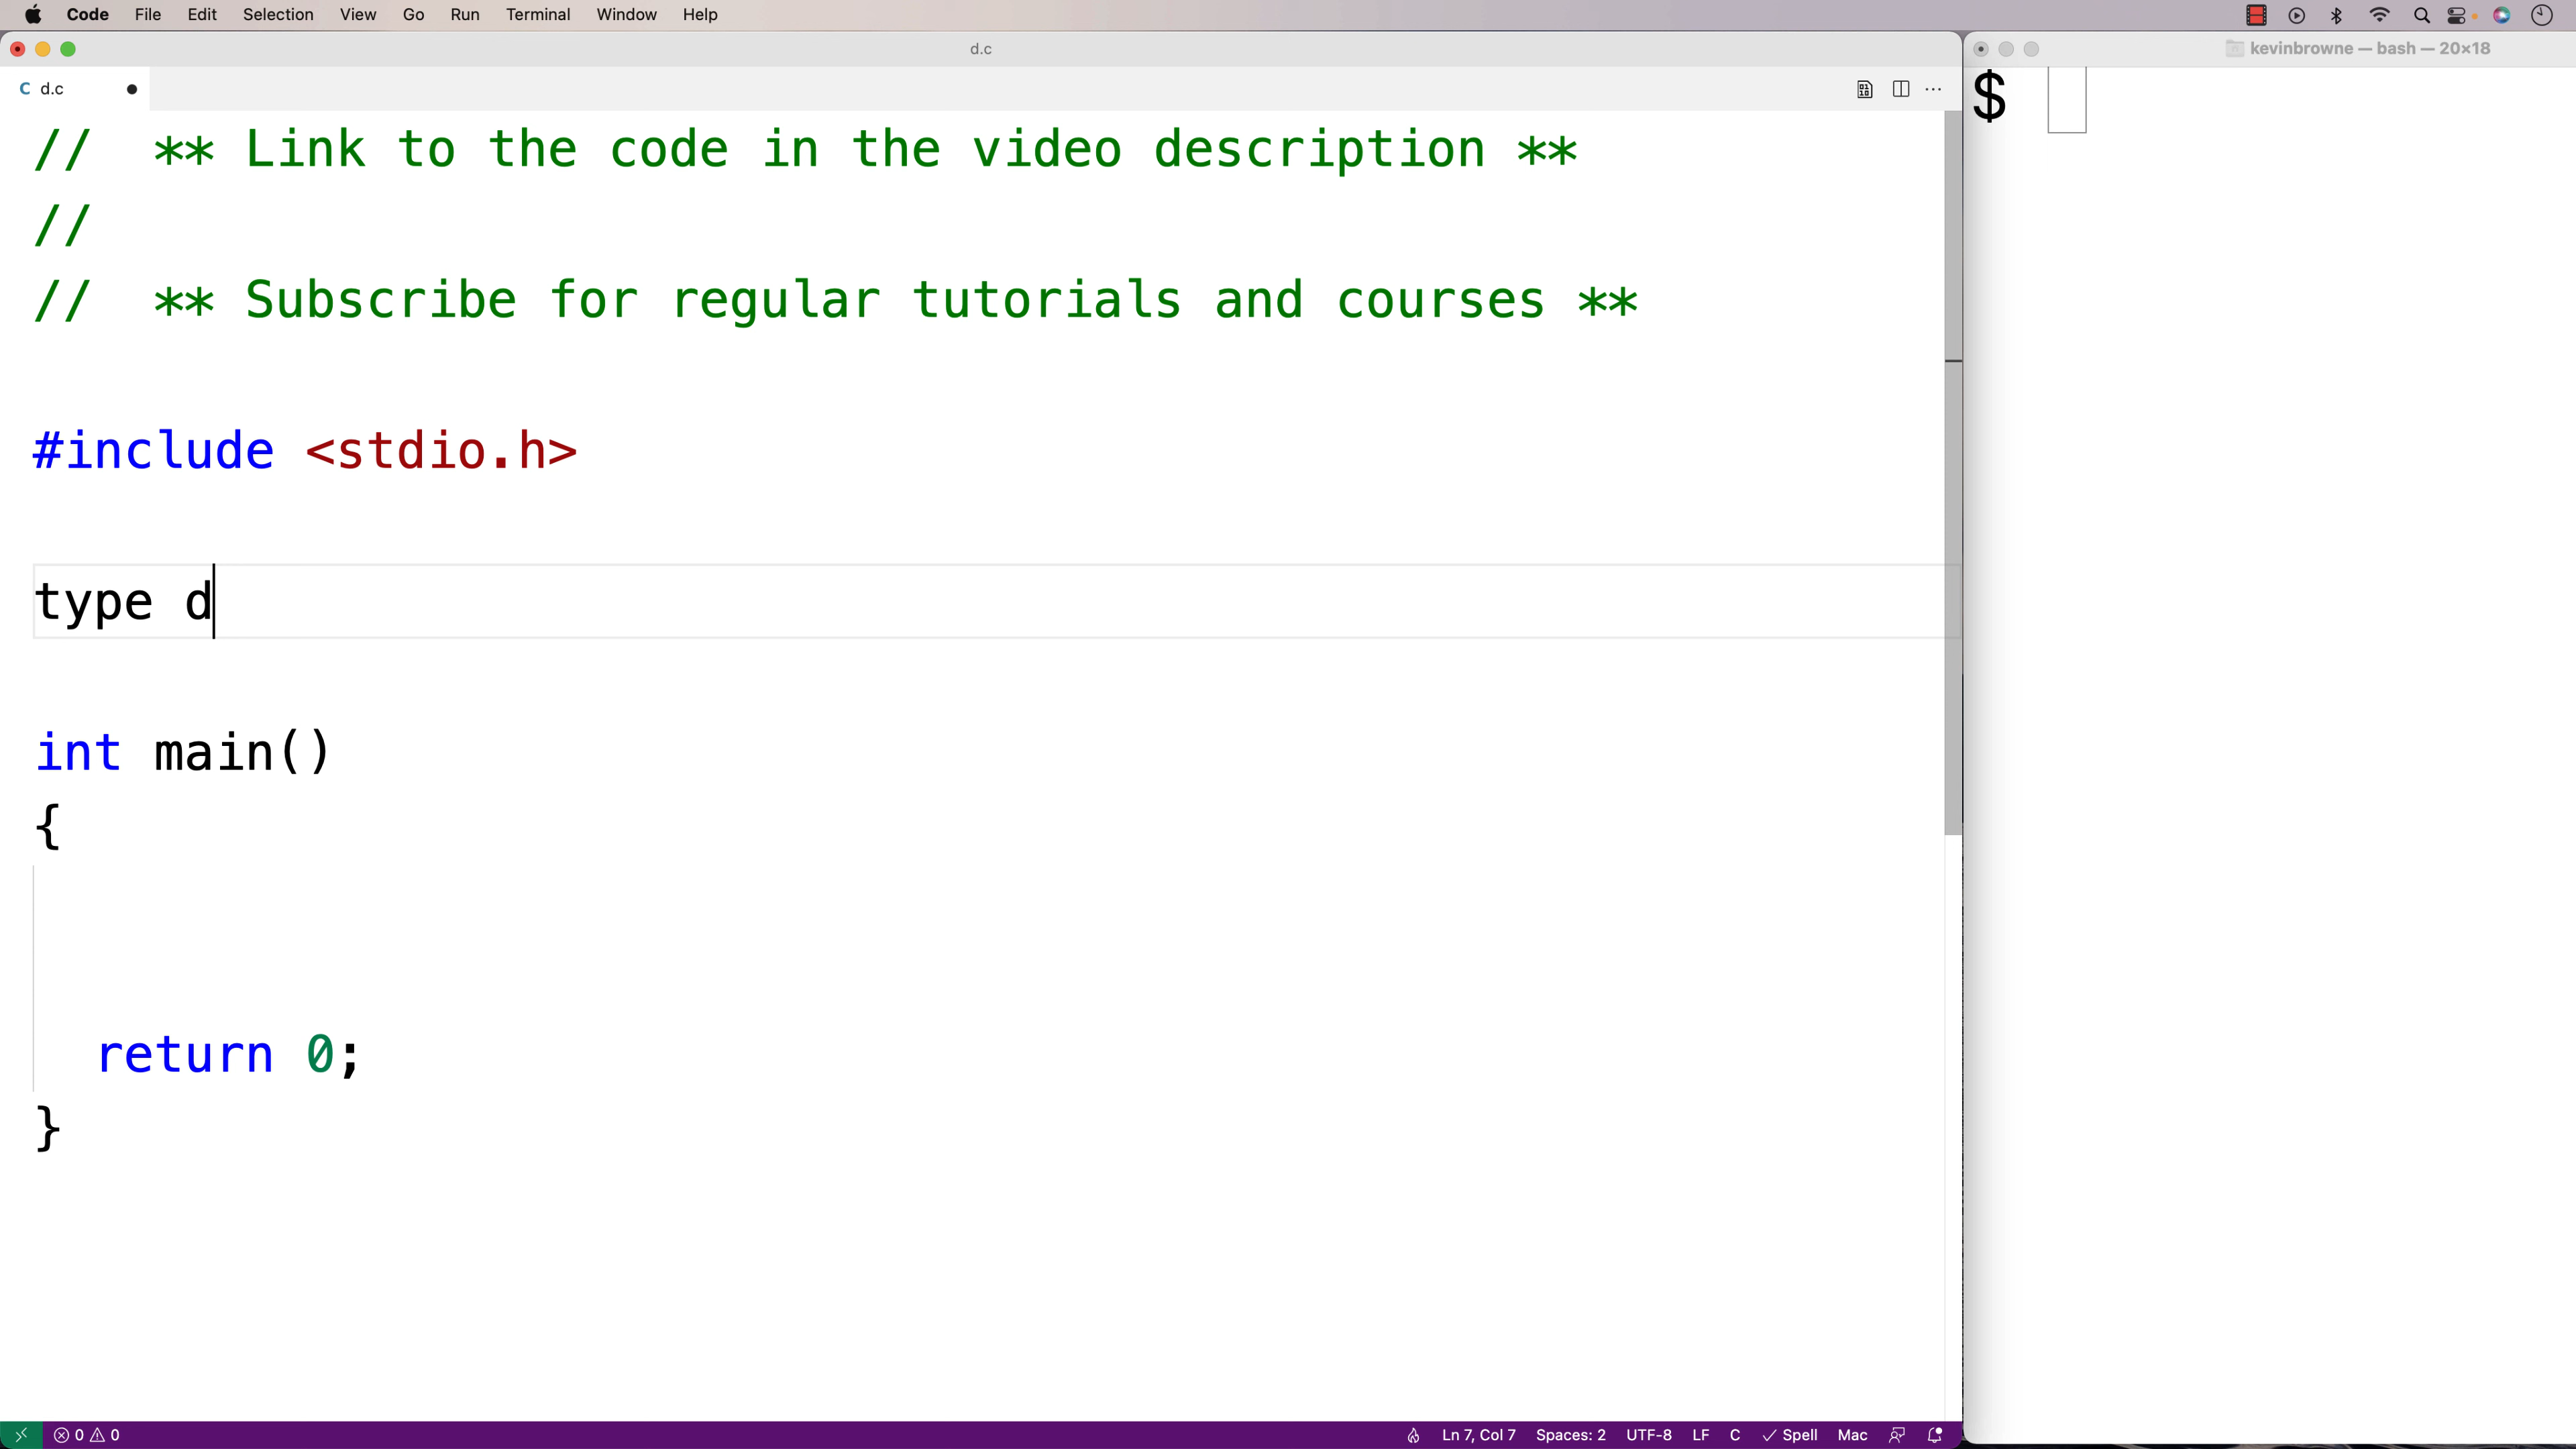 Code File Edit Selection View Go Run Terminal Window Help
d.c
kevinbrowne — bash — 20×18
C d.c
$
//  ** Link to the code in the video description **
//
//  ** Subscribe for regular tutorials and courses **
#include <stdio.h>
type d
int main()
{
return 0;
}
0 0 Ln 7, Col 7 Spaces: 2 UTF-8 LF C Spell Mac